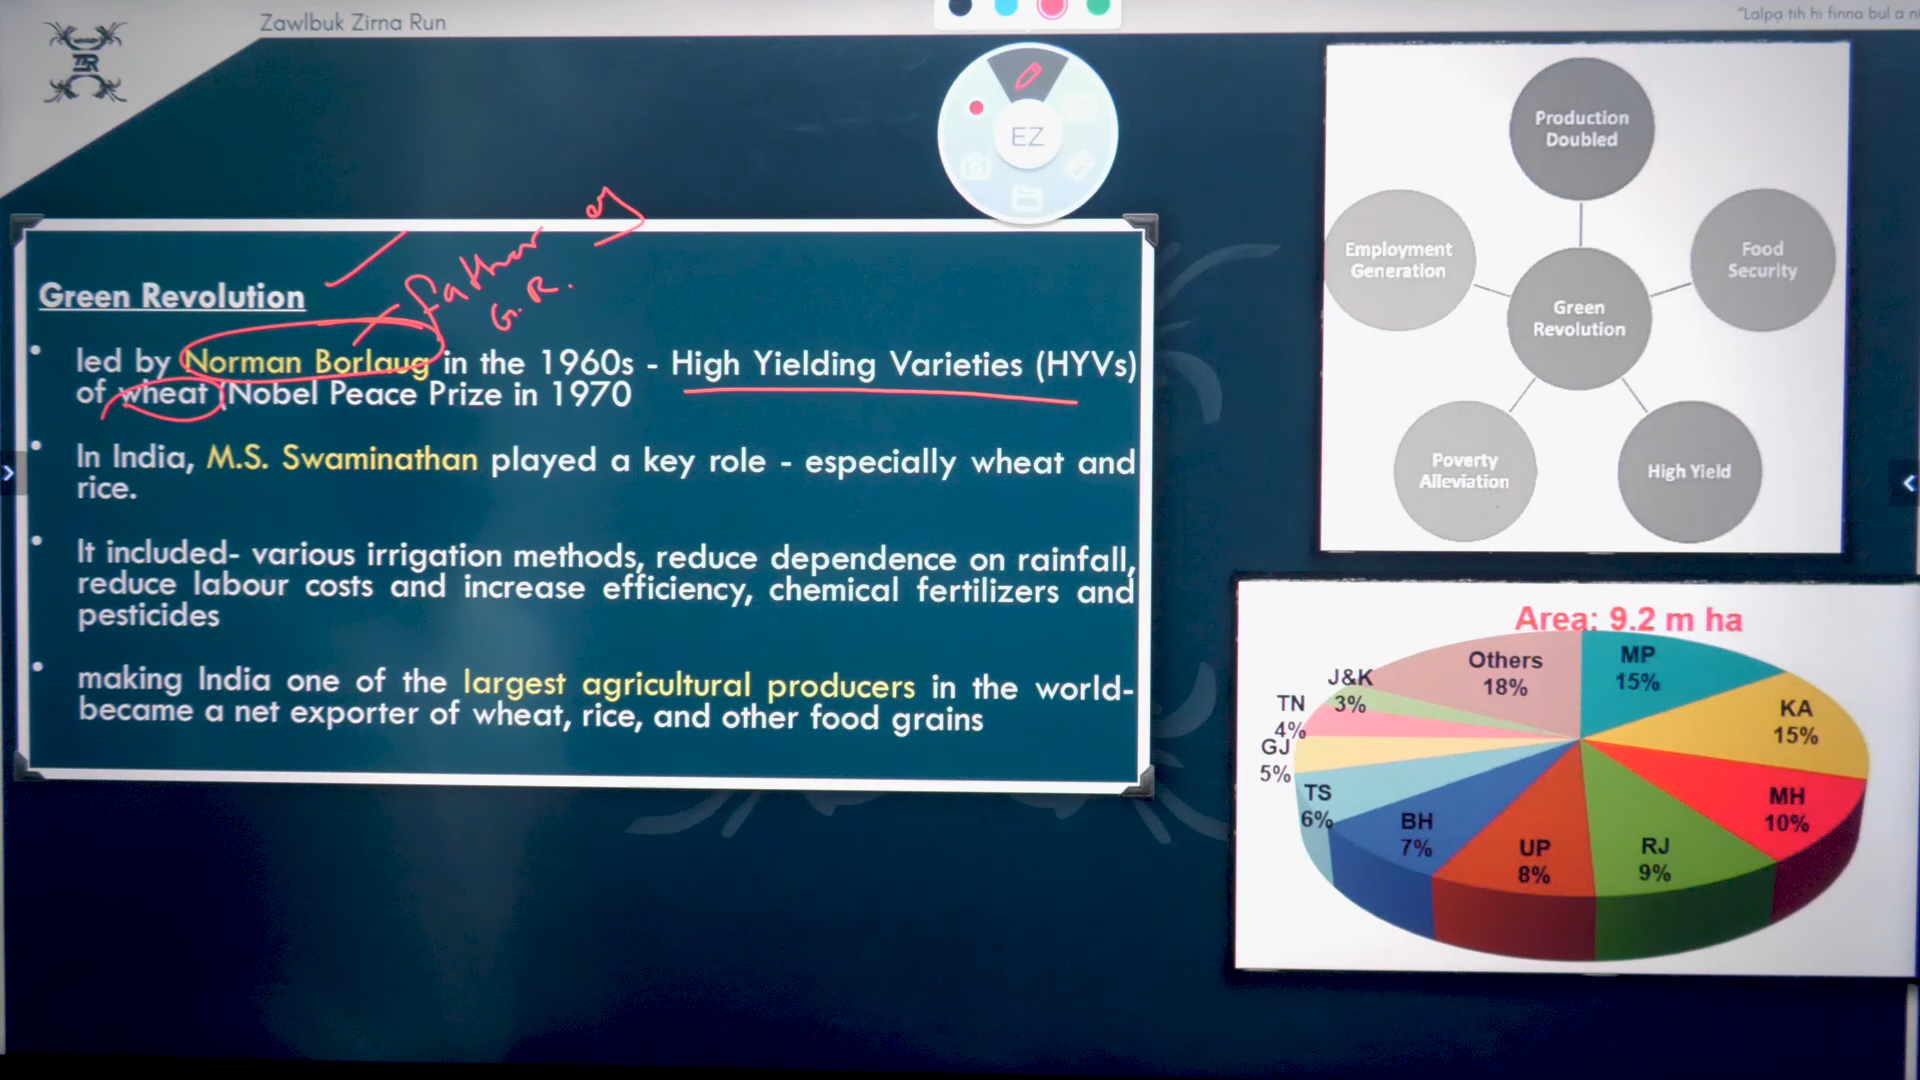 Zawlbuk Zirna Run
"Lalpa tih hi finna bul a ni
EZ
father of
G.R.
Green Revolution
led by Norman Borlaug in the 1960s - High Yielding Varieties (HYVs)
of wheat (Nobel Peace Prize in 1970
In India, M.S. Swaminathan played a key role - especially wheat and
rice.
It included- various irrigation methods, reduce dependence on rainfall,
reduce labour costs and increase efficiency, chemical fertilizers and
pesticides
making India one of the largest agricultural producers in the world-
became a net exporter of wheat, rice, and other food grains
Production
Doubled
Employment
Generation
Food
Security
Green
Revolution
Poverty
Alleviation
High Yield
Area: 9.2 m ha
Others
18%
MP
15%
J&K
3%
KA
15%
TN
4%
GJ
5%
TS
6%
MH
10%
BH
7%
UP
8%
RJ
9%